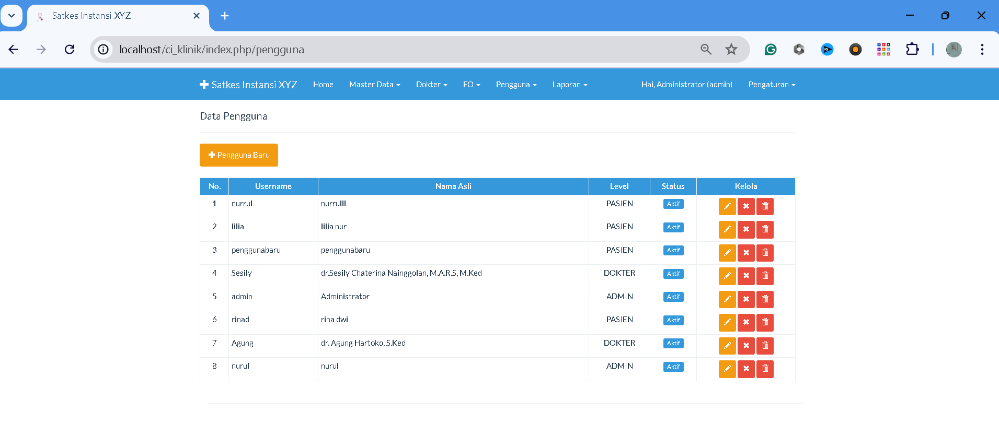 Satkes Instansi XYZ
localhost/ci_klinik/index.php/pengguna
Satkes Instansi XYZ Home Master Data Dokter FO Pengguna Laporan Hai, Administrator (admin) Pengaturan
Data Pengguna
Pengguna Baru
No. Username Nama Asli Level Status Kelola
1 nurrul nurrulll PASIEN Aktif
2 lilia lilia nur PASIEN Aktif
3 penggunabaru penggunabaru PASIEN Aktif
4 Sesily dr.Sesily Chaterina Nainggolan, M.A.R.S, M.Ked DOKTER Aktif
5 admin Administrator ADMIN Aktif
6 rinad rina dwi PASIEN Aktif
7 Agung dr. Agung Hartoko, S.Ked DOKTER Aktif
8 nurul nurul ADMIN Aktif